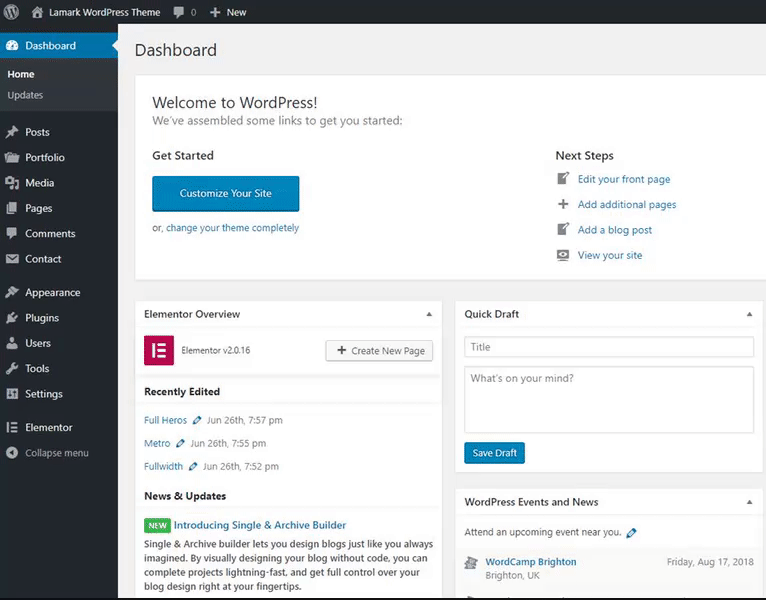 Lamark WordPress Theme 0 New
Dashboard
Home
Updates
Posts
Portfolio
Media
Pages
Comments
Contact
Appearance
Plugins
Users
Tools
Settings
Elementor
Collapse menu
Dashboard
Welcome to WordPress!
We've assembled some links to get you started:
Get Started
Customize Your Site
or, change your theme completely
Next Steps
Edit your front page
Add additional pages
Add a blog post
View your site
Elementor Overview
Elementor v2.0.16
Create New Page
Recently Edited
Full Heros Jun 26th, 7:57 pm
Metro Jun 26th, 7:55 pm
Fullwidth Jun 26th, 7:52 pm
News & Updates
NEW Introducing Single & Archive Builder
Single & Archive builder lets you design blogs just like you always
imagined. By visually designing your blog without code, you can
complete projects lightning-fast, and get full control over your
blog design right at your fingertips.
Quick Draft
Title
What's on your mind?
Save Draft
WordPress Events and News
Attend an upcoming event near you.
WordCamp Brighton Friday, Aug 17, 2018
Brighton, UK